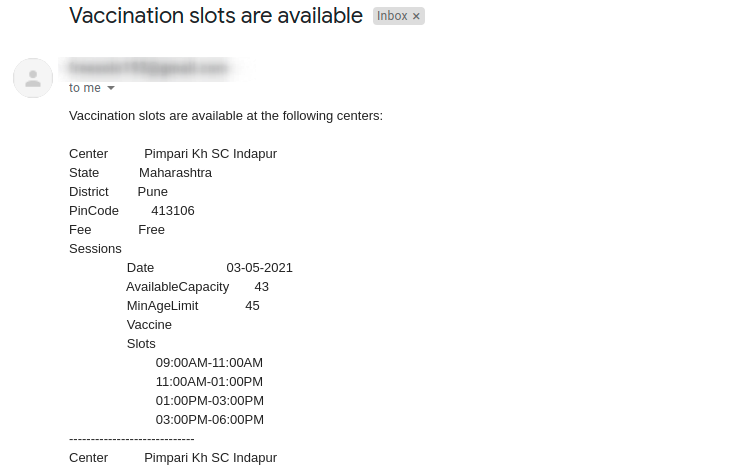 Vaccination slots are available Inbox ×
to me
Vaccination slots are available at the following centers:
Center Pimpari Kh SC Indapur
State Maharashtra
District Pune
PinCode 413106
Fee Free
Sessions
Date 03-05-2021
AvailableCapacity 43
MinAgeLimit 45
Vaccine
Slots
09:00AM-11:00AM
11:00AM-01:00PM
01:00PM-03:00PM
03:00PM-06:00PM
-----------------------------
Center Pimpari Kh SC Indapur